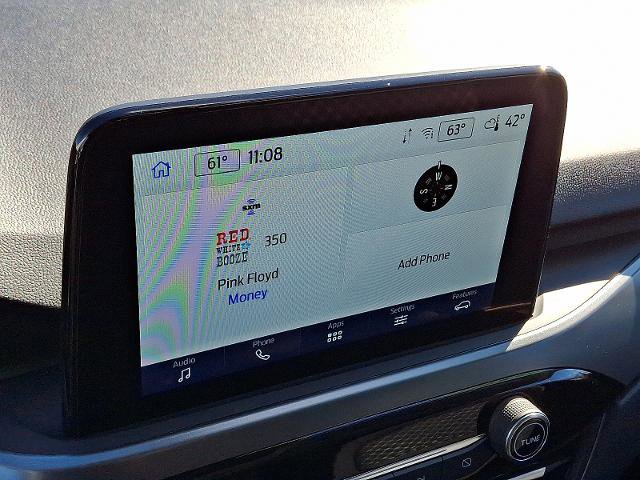 61° 11:08 63° 42°
SXM
RED
WHITE
BOOZE
350
Pink Floyd
Money
W
S N
E
Add Phone
Audio Phone Apps Settings Features
TUNE